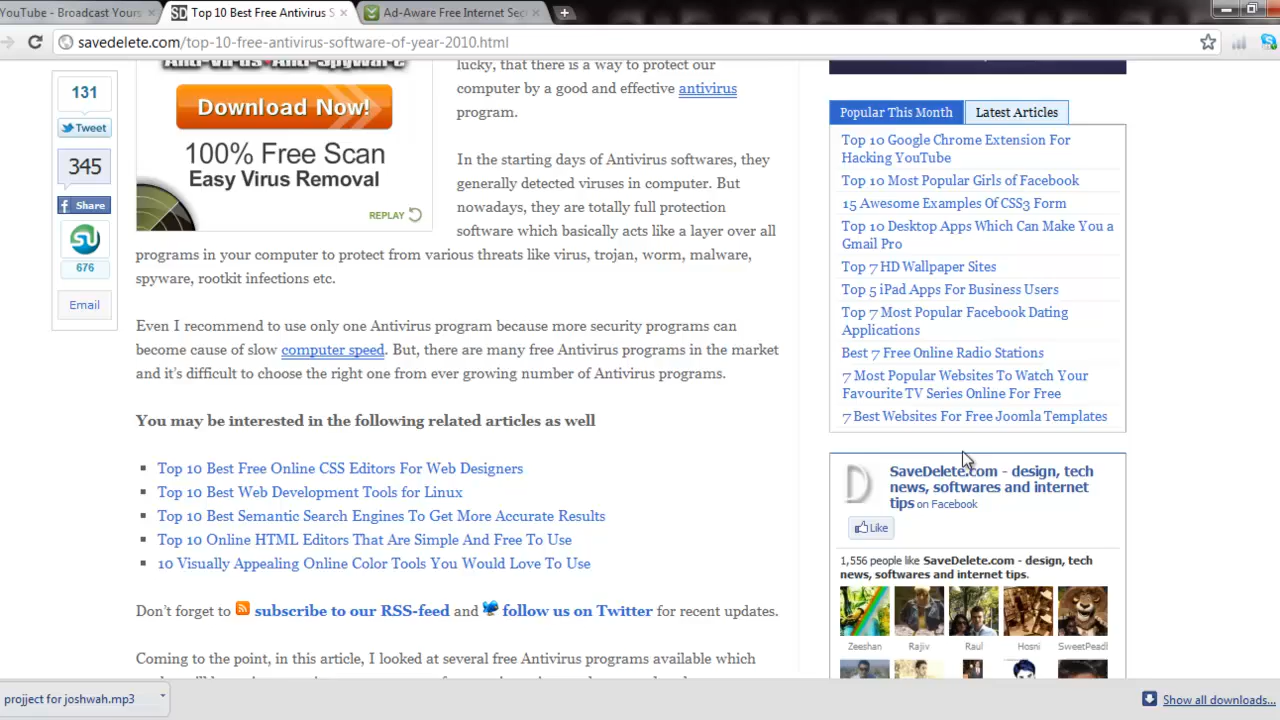 YouTube - Broadcast Yours
Top 10 Best Free Antivirus S
Ad-Aware Free Internet Sec
savedelete.com/top-10-free-antivirus-software-of-year-2010.html
131
Tweet
345
Share
676
Email
Anti-Virus+Anti-Spyware
Download Now!
100% Free Scan
Easy Virus Removal
REPLAY
lucky, that there is a way to protect our
computer by a good and effective antivirus
program.
In the starting days of Antivirus softwares, they
generally detected viruses in computer. But
nowadays, they are totally full protection
software which basically acts like a layer over all
programs in your computer to protect from various threats like virus, trojan, worm, malware,
spyware, rootkit infections etc.
Even I recommend to use only one Antivirus program because more security programs can
become cause of slow computer speed. But, there are many free Antivirus programs in the market
and it's difficult to choose the right one from ever growing number of Antivirus programs.
You may be interested in the following related articles as well
Top 10 Best Free Online CSS Editors For Web Designers
Top 10 Best Web Development Tools for Linux
Top 10 Best Semantic Search Engines To Get More Accurate Results
Top 10 Online HTML Editors That Are Simple And Free To Use
10 Visually Appealing Online Color Tools You Would Love To Use
Don't forget to subscribe to our RSS-feed and follow us on Twitter for recent updates.
Coming to the point, in this article, I looked at several free Antivirus programs available which
Popular This Month
Latest Articles
Top 10 Google Chrome Extension For
Hacking YouTube
Top 10 Most Popular Girls of Facebook
15 Awesome Examples Of CSS3 Form
Top 10 Desktop Apps Which Can Make You a
Gmail Pro
Top 7 HD Wallpaper Sites
Top 5 iPad Apps For Business Users
Top 7 Most Popular Facebook Dating
Applications
Best 7 Free Online Radio Stations
7 Most Popular Websites To Watch Your
Favourite TV Series Online For Free
7 Best Websites For Free Joomla Templates
SaveDelete.com - design, tech
news, softwares and internet
tips on Facebook
Like
1,556 people like SaveDelete.com - design, tech
news, softwares and internet tips.
Zeeshan Rajiv Raul Hosni SweetPeadl
projject for joshwah.mp3
Show all downloads...